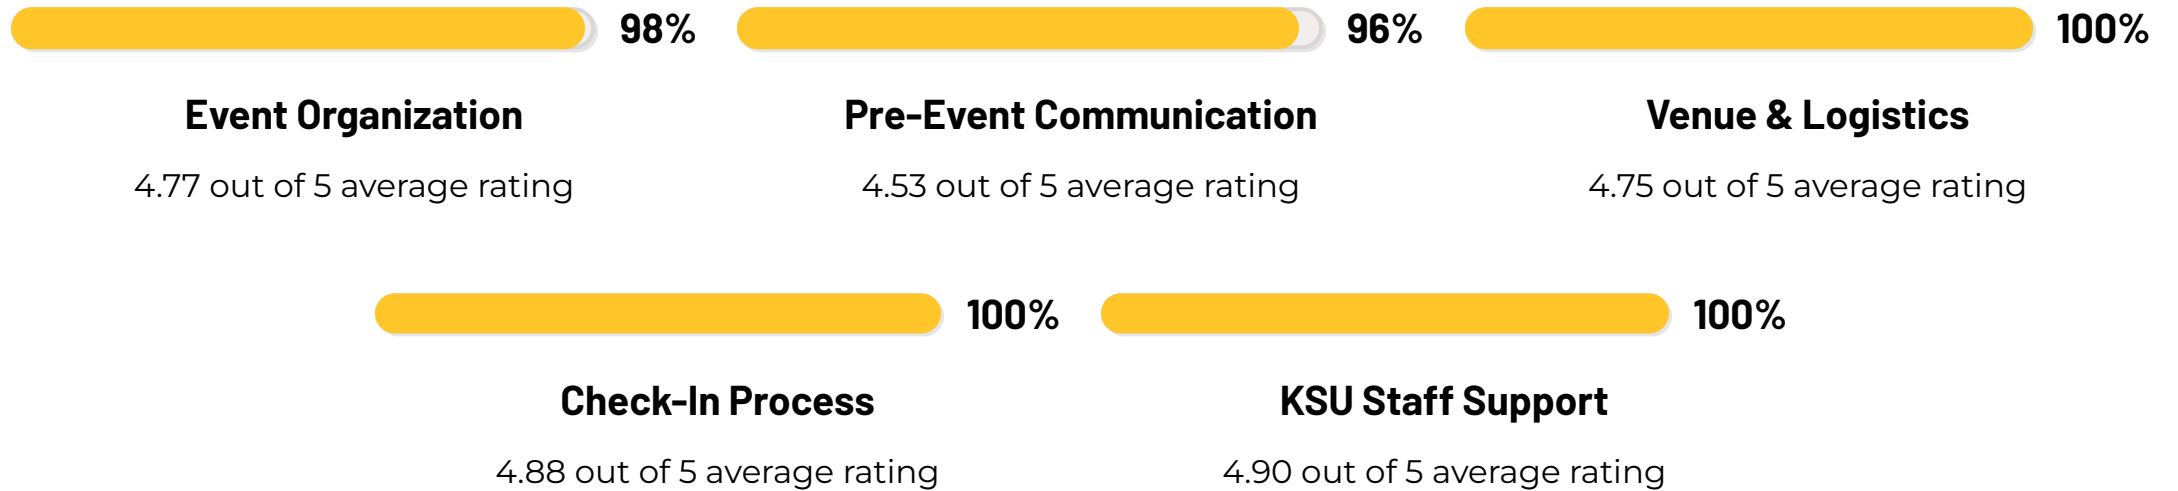 98%
96%
100%
Event Organization
Pre-Event Communication
Venue & Logistics
4.77 out of 5 average rating
4.53 out of 5 average rating
4.75 out of 5 average rating
100%
100%
Check-In Process
KSU Staff Support
4.88 out of 5 average rating
4.90 out of 5 average rating